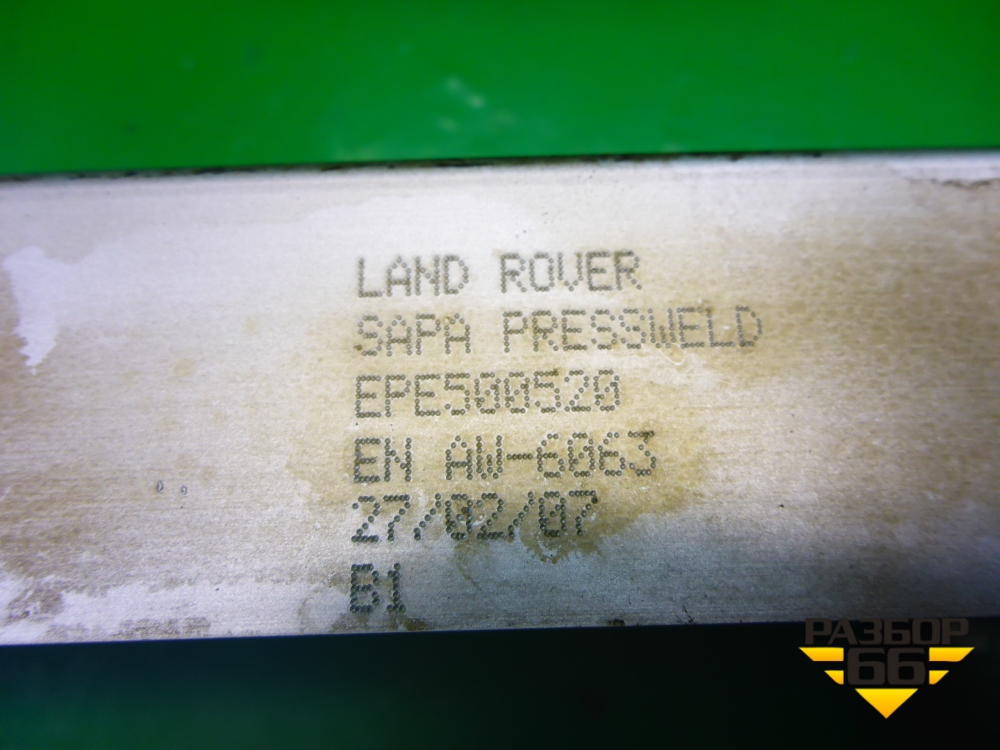 LAND ROVER
SAPA PRESSWELD
EPE500520
EN AW-6063
27/02/07
B1
РАЗБОР
66